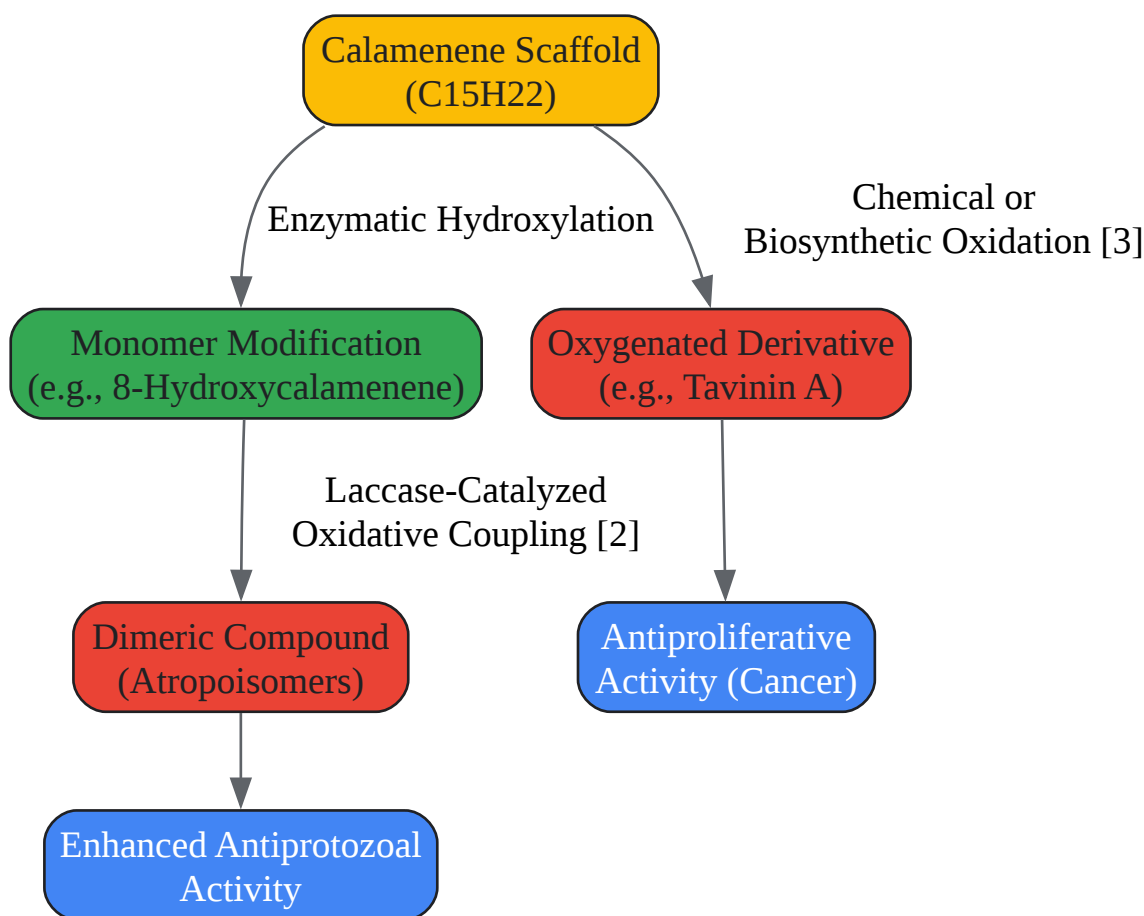 Calamenene Scaffold
(C15H22)
Enzymatic Hydroxylation
Chemical or
Biosynthetic Oxidation [3]
Monomer Modification
(e.g., 8-Hydroxycalamenene)
Oxygenated Derivative
(e.g., Tavinin A)
Laccase-Catalyzed
Oxidative Coupling [2]
Dimeric Compound
(Atropoisomers)
Antiproliferative
Activity (Cancer)
Enhanced Antiprotozoal
Activity